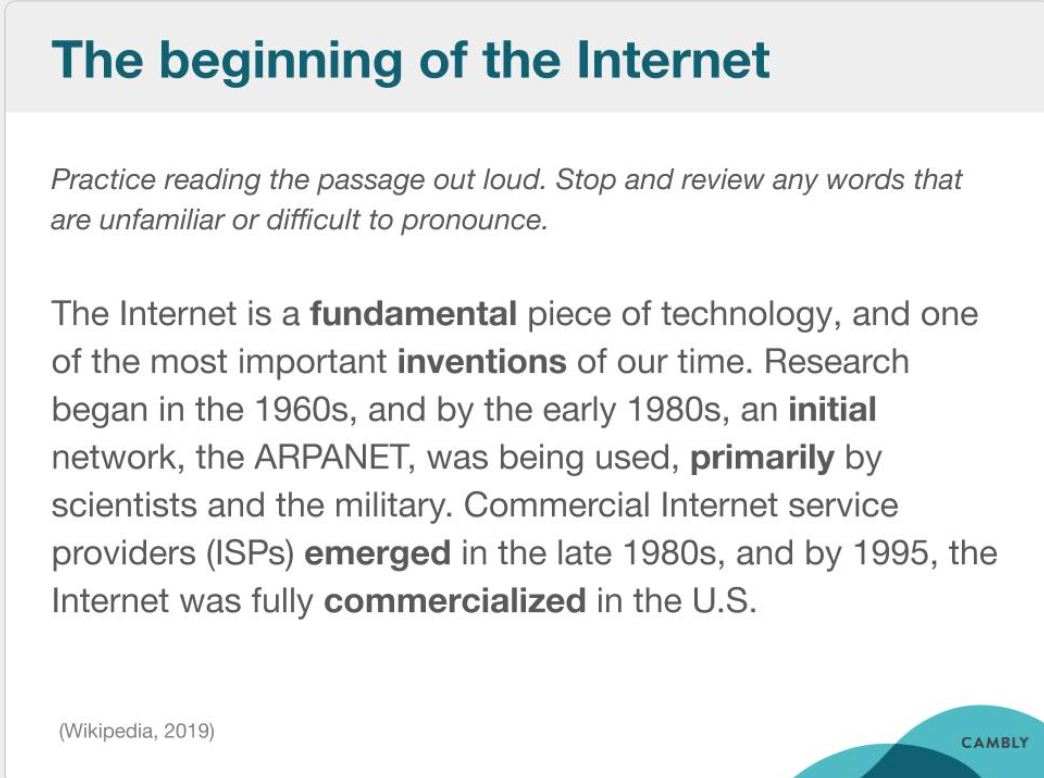 The beginning of the Internet
Practice reading the passage out loud. Stop and review any words that
are unfamiliar or difficult to pronounce.
The Internet is a fundamental piece of technology, and one
of the most important inventions of our time. Research
began in the 1960s, and by the early 1980s, an initial
network, the ARPANET, was being used, primarily by
scientists and the military. Commercial Internet service
providers (ISPs) emerged in the late 1980s, and by 1995, the
Internet was fully commercialized in the U.S.
(Wikipedia, 2019)
CAMBLY